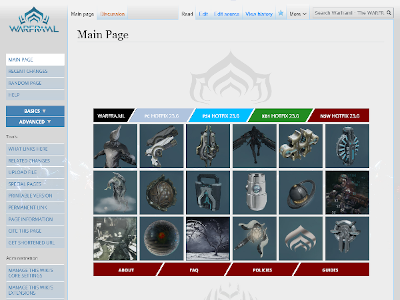 Main page Discussion Read Edit Edit source View history More Search Warframe: The WARFRA
WARFRAME
Main Page
MAIN PAGE
RECENT CHANGES
RANDOM PAGE
HELP
BASICS
ADVANCED
WARFRAME PC HOTFIX 23.0 PS4 HOTFIX 23.0 XB1 HOTFIX 23.0 NSW HOTFIX 23.0
Tools
WHAT LINKS HERE
RELATED CHANGES
UPLOAD FILE
SPECIAL PAGES
PRINTABLE VERSION
PERMANENT LINK
PAGE INFORMATION
CITE THIS PAGE
GET SHORTENED URL
MANAGE THIS WIKI'S
CORE SETTINGS
MANAGE THIS WIKI'S
EXTENSIONS
ABOUT FAQ POLICIES GUIDES